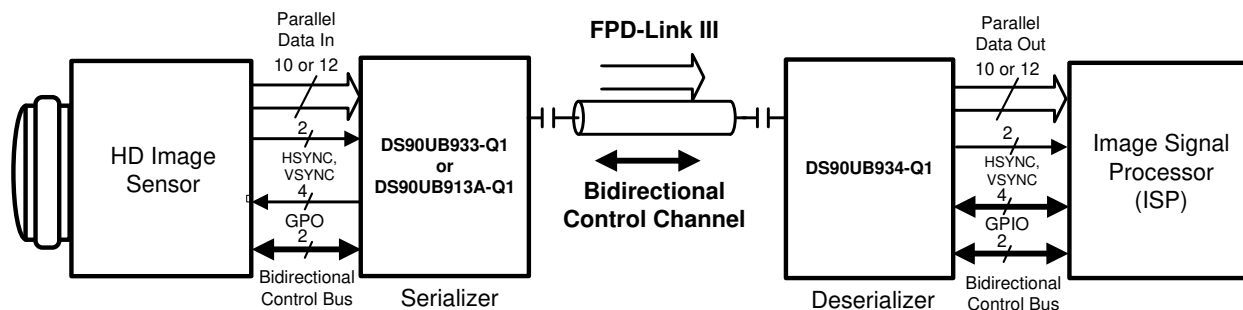 HD Image
Sensor
Parallel
Data In
10 or 12
2
HSYNC,
VSYNC
4
GPO
2
Bidirectional
Control Bus
DS90UB933-Q1
or
DS90UB913A-Q1
Serializer
FPD-Link III
Bidirectional
Control Channel
DS90UB934-Q1
Deserializer
Parallel
Data Out
10 or 12
2
HSYNC,
VSYNC
4
GPIO
2
Bidirectional
Control Bus
Image Signal
Processor
(ISP)